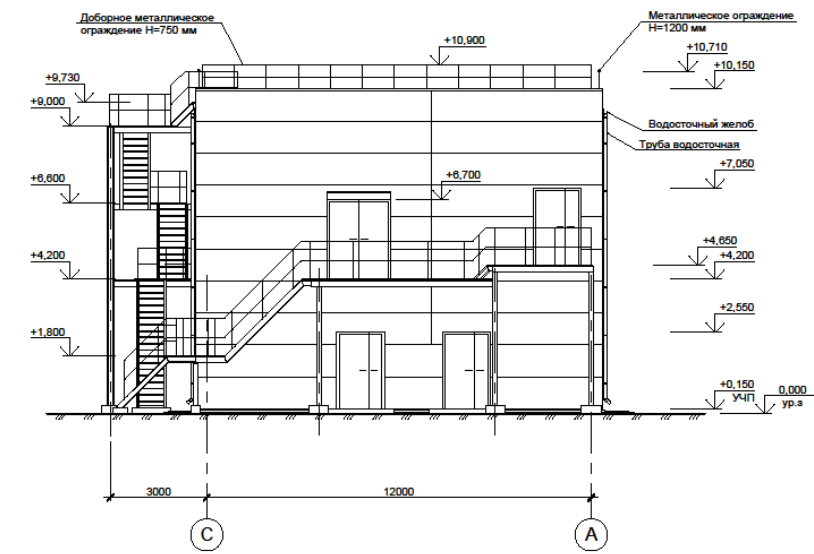 Доборное металлическое
ограждение Н=750 мм
Металлическое ограждение
Н=1200 мм
+10,900
+10,710
+10,150
+9,730
+9,000
Водосточный желоб
Труба водосточная
+7,050
+6,700
+6,600
+4,650
+4,200
+4,200
+2,550
+1,800
+0,150
УЧП
0,000
ур.з
3000
12000
С
А